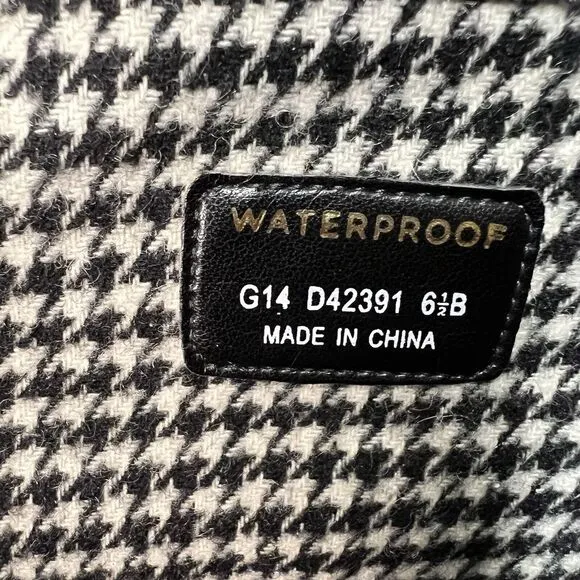 WATERPROOF
G14 D42391 6½B
MADE IN CHINA